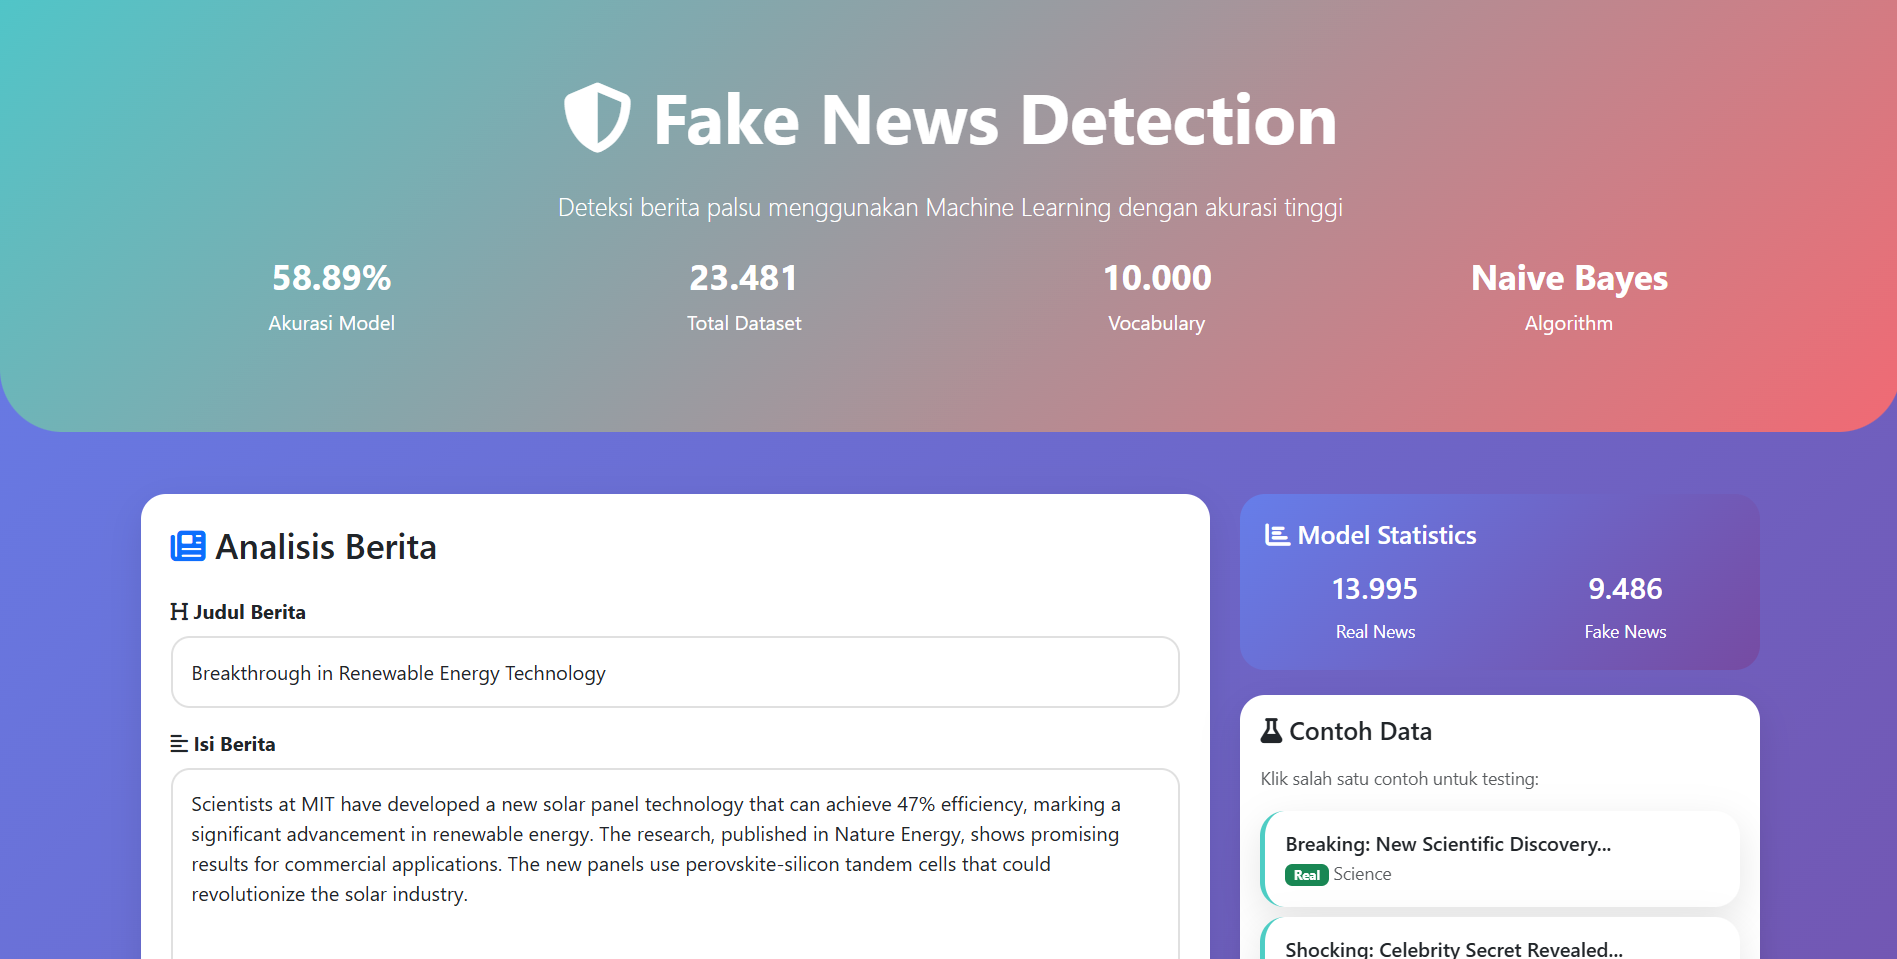 Fake News Detection
Deteksi berita palsu menggunakan Machine Learning dengan akurasi tinggi
58.89%
Akurasi Model
23.481
Total Dataset
10.000
Vocabulary
Naive Bayes
Algorithm
Analisis Berita
Judul Berita
Breakthrough in Renewable Energy Technology
Isi Berita
Scientists at MIT have developed a new solar panel technology that can achieve 47% efficiency, marking a
significant advancement in renewable energy. The research, published in Nature Energy, shows promising
results for commercial applications. The new panels use perovskite-silicon tandem cells that could
revolutionize the solar industry.
Model Statistics
13.995
Real News
9.486
Fake News
Contoh Data
Klik salah satu contoh untuk testing:
Breaking: New Scientific Discovery...
Real Science
Shocking: Celebrity Secret Revealed...